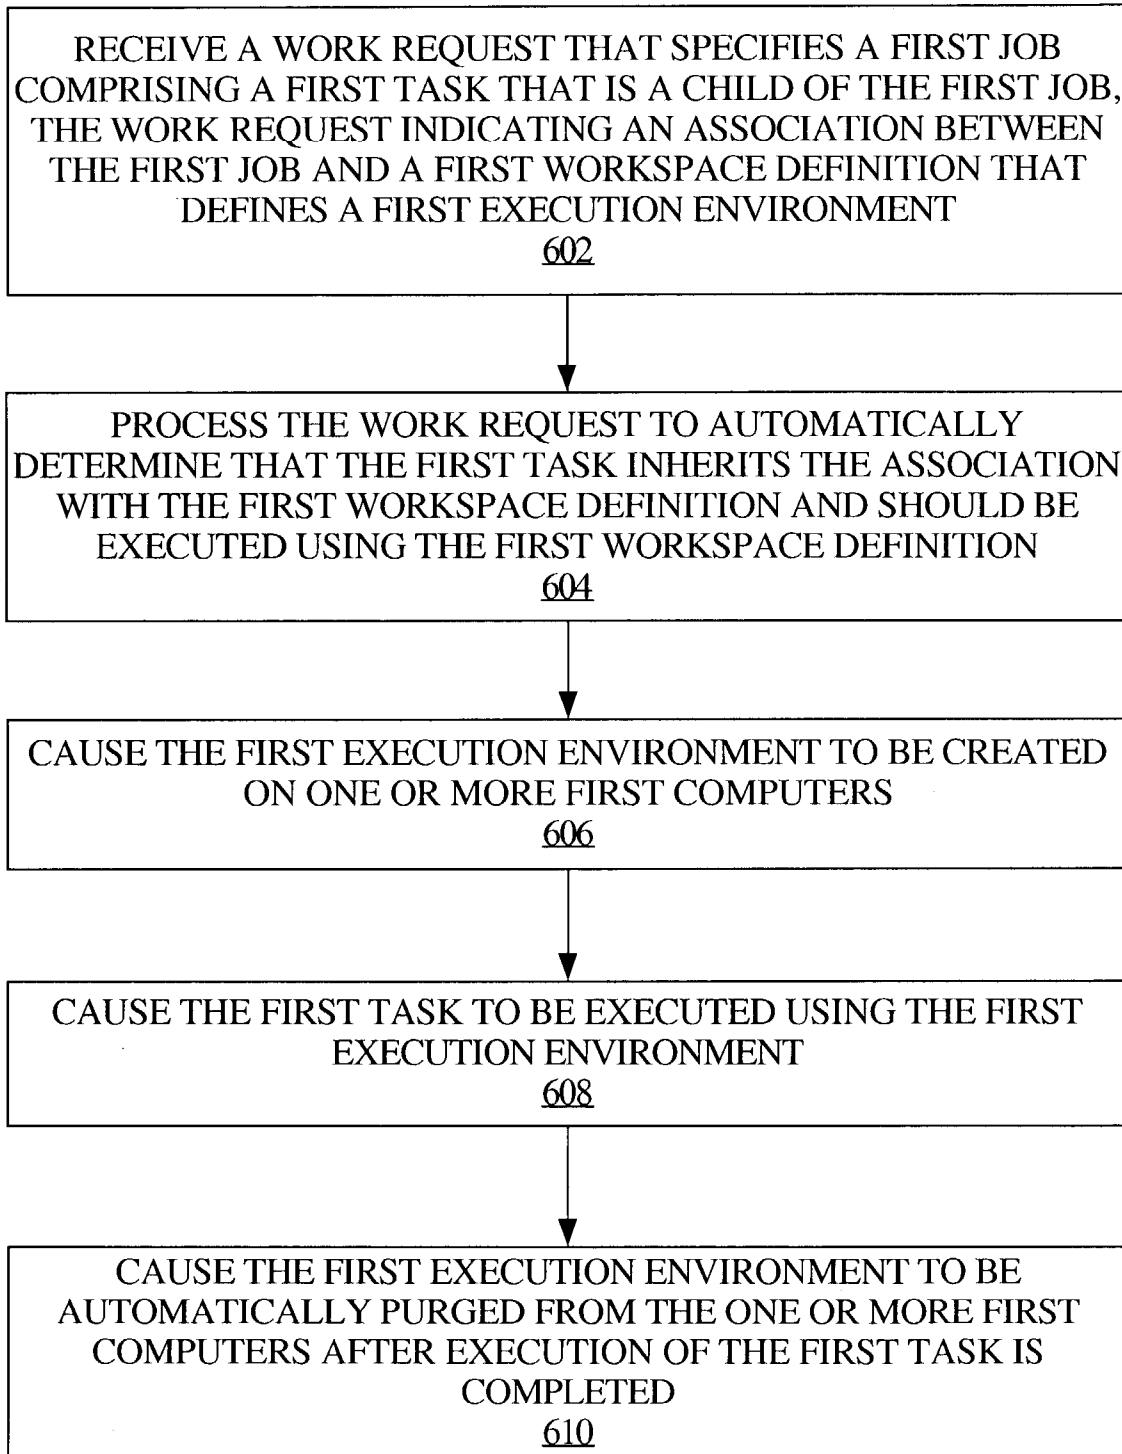 RECEIVE A WORK REQUEST THAT SPECIFIES A FIRST JOB
COMPRISING A FIRST TASK THAT IS A CHILD OF THE FIRST JOB,
THE WORK REQUEST INDICATING AN ASSOCIATION BETWEEN
THE FIRST JOB AND A FIRST WORKSPACE DEFINITION THAT
DEFINES A FIRST EXECUTION ENVIRONMENT
602
PROCESS THE WORK REQUEST TO AUTOMATICALLY
DETERMINE THAT THE FIRST TASK INHERITS THE ASSOCIATION
WITH THE FIRST WORKSPACE DEFINITION AND SHOULD BE
EXECUTED USING THE FIRST WORKSPACE DEFINITION
604
CAUSE THE FIRST EXECUTION ENVIRONMENT TO BE CREATED
ON ONE OR MORE FIRST COMPUTERS
606
CAUSE THE FIRST TASK TO BE EXECUTED USING THE FIRST
EXECUTION ENVIRONMENT
608
CAUSE THE FIRST EXECUTION ENVIRONMENT TO BE
AUTOMATICALLY PURGED FROM THE ONE OR MORE FIRST
COMPUTERS AFTER EXECUTION OF THE FIRST TASK IS
COMPLETED
610